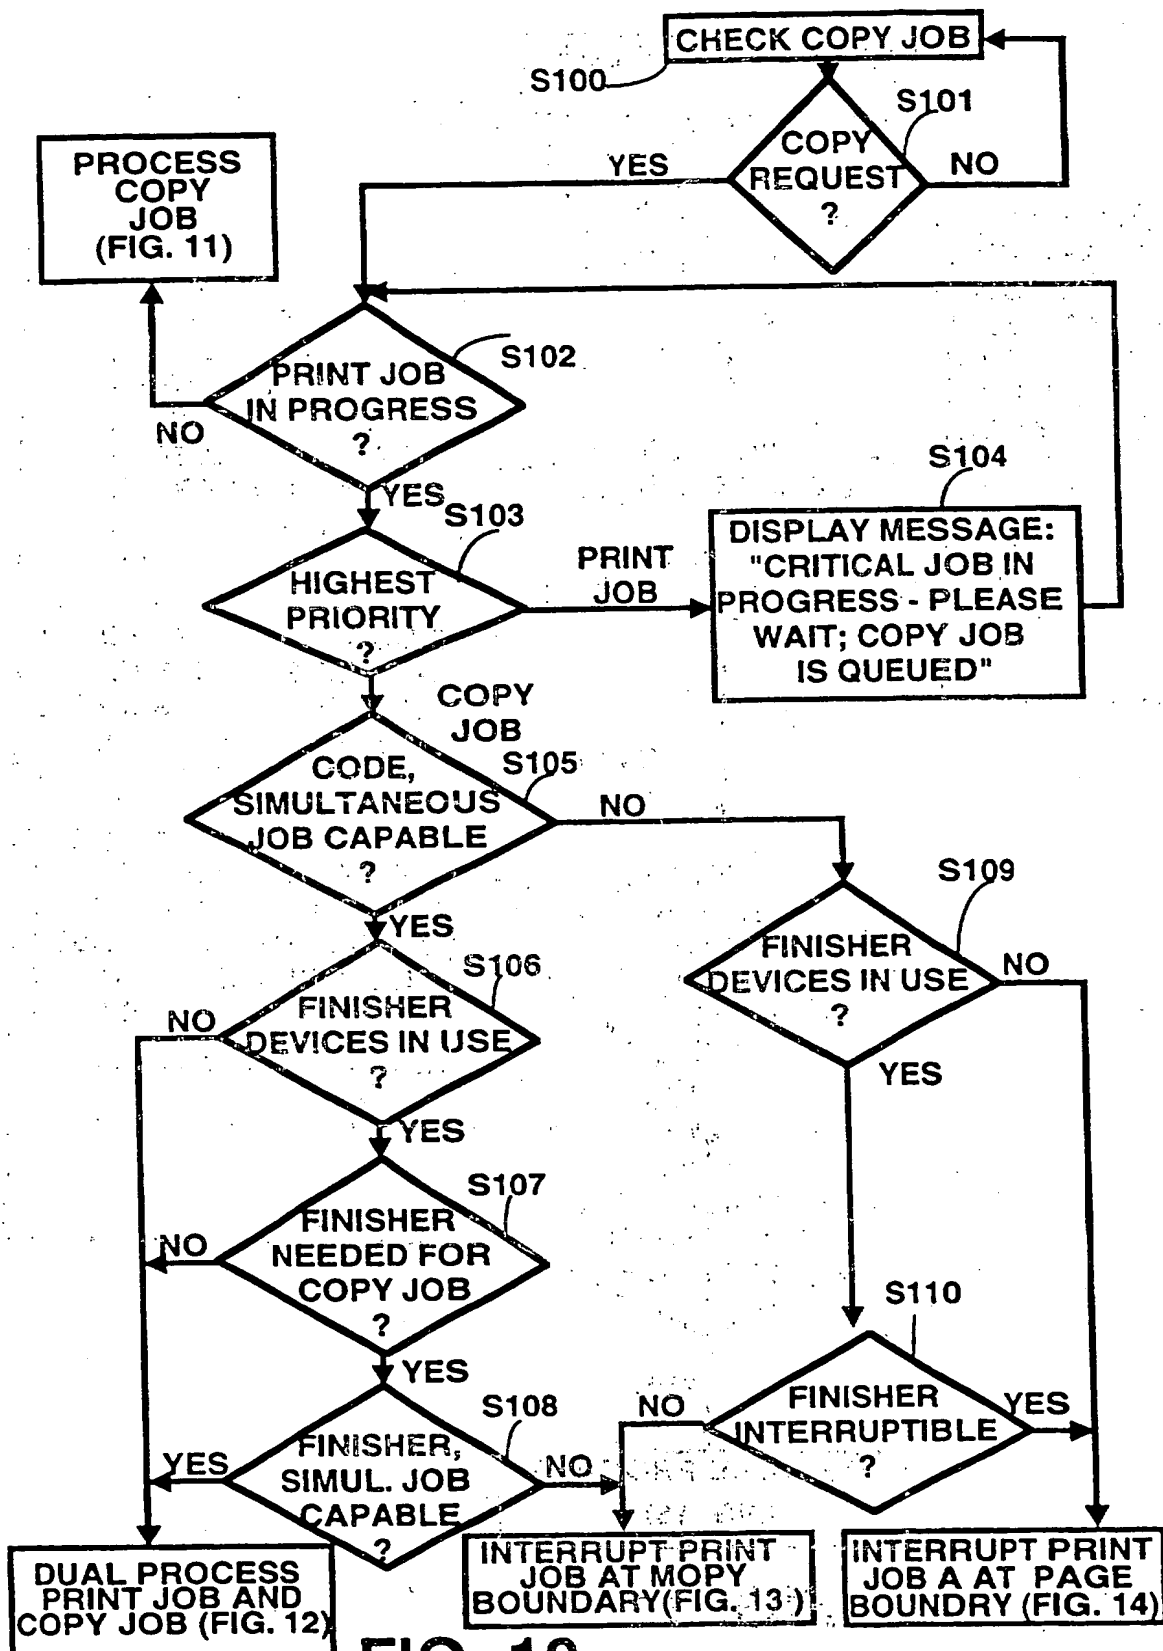 CHECK COPY JOB
S100
S101
COPY
REQUEST
?
YES
NO
PROCESS
COPY
JOB
(FIG. 11)
S102
PRINT JOB
IN PROGRESS
?
NO
YES
S103
HIGHEST
PRIORITY
?
PRINT
JOB
S104
DISPLAY MESSAGE:
"CRITICAL JOB IN
PROGRESS - PLEASE
WAIT; COPY JOB
IS QUEUED"
COPY
JOB
S105
CODE,
SIMULTANEOUS
JOB CAPABLE
?
NO
YES
S106
FINISHER
DEVICES IN USE
?
NO
YES
S109
FINISHER
DEVICES IN USE
?
NO
YES
S107
FINISHER
NEEDED FOR
COPY JOB
?
NO
YES
S110
FINISHER
INTERRUPTIBLE
?
NO
YES
S108
FINISHER,
SIMUL. JOB
CAPABLE
?
YES
NO
DUAL PROCESS
PRINT JOB AND
COPY JOB (FIG. 12)
INTERRUPT PRINT
JOB AT MOPY
BOUNDARY(FIG. 13 )
INTERRUPT PRINT
JOB A AT PAGE
BOUNDRY (FIG. 14)